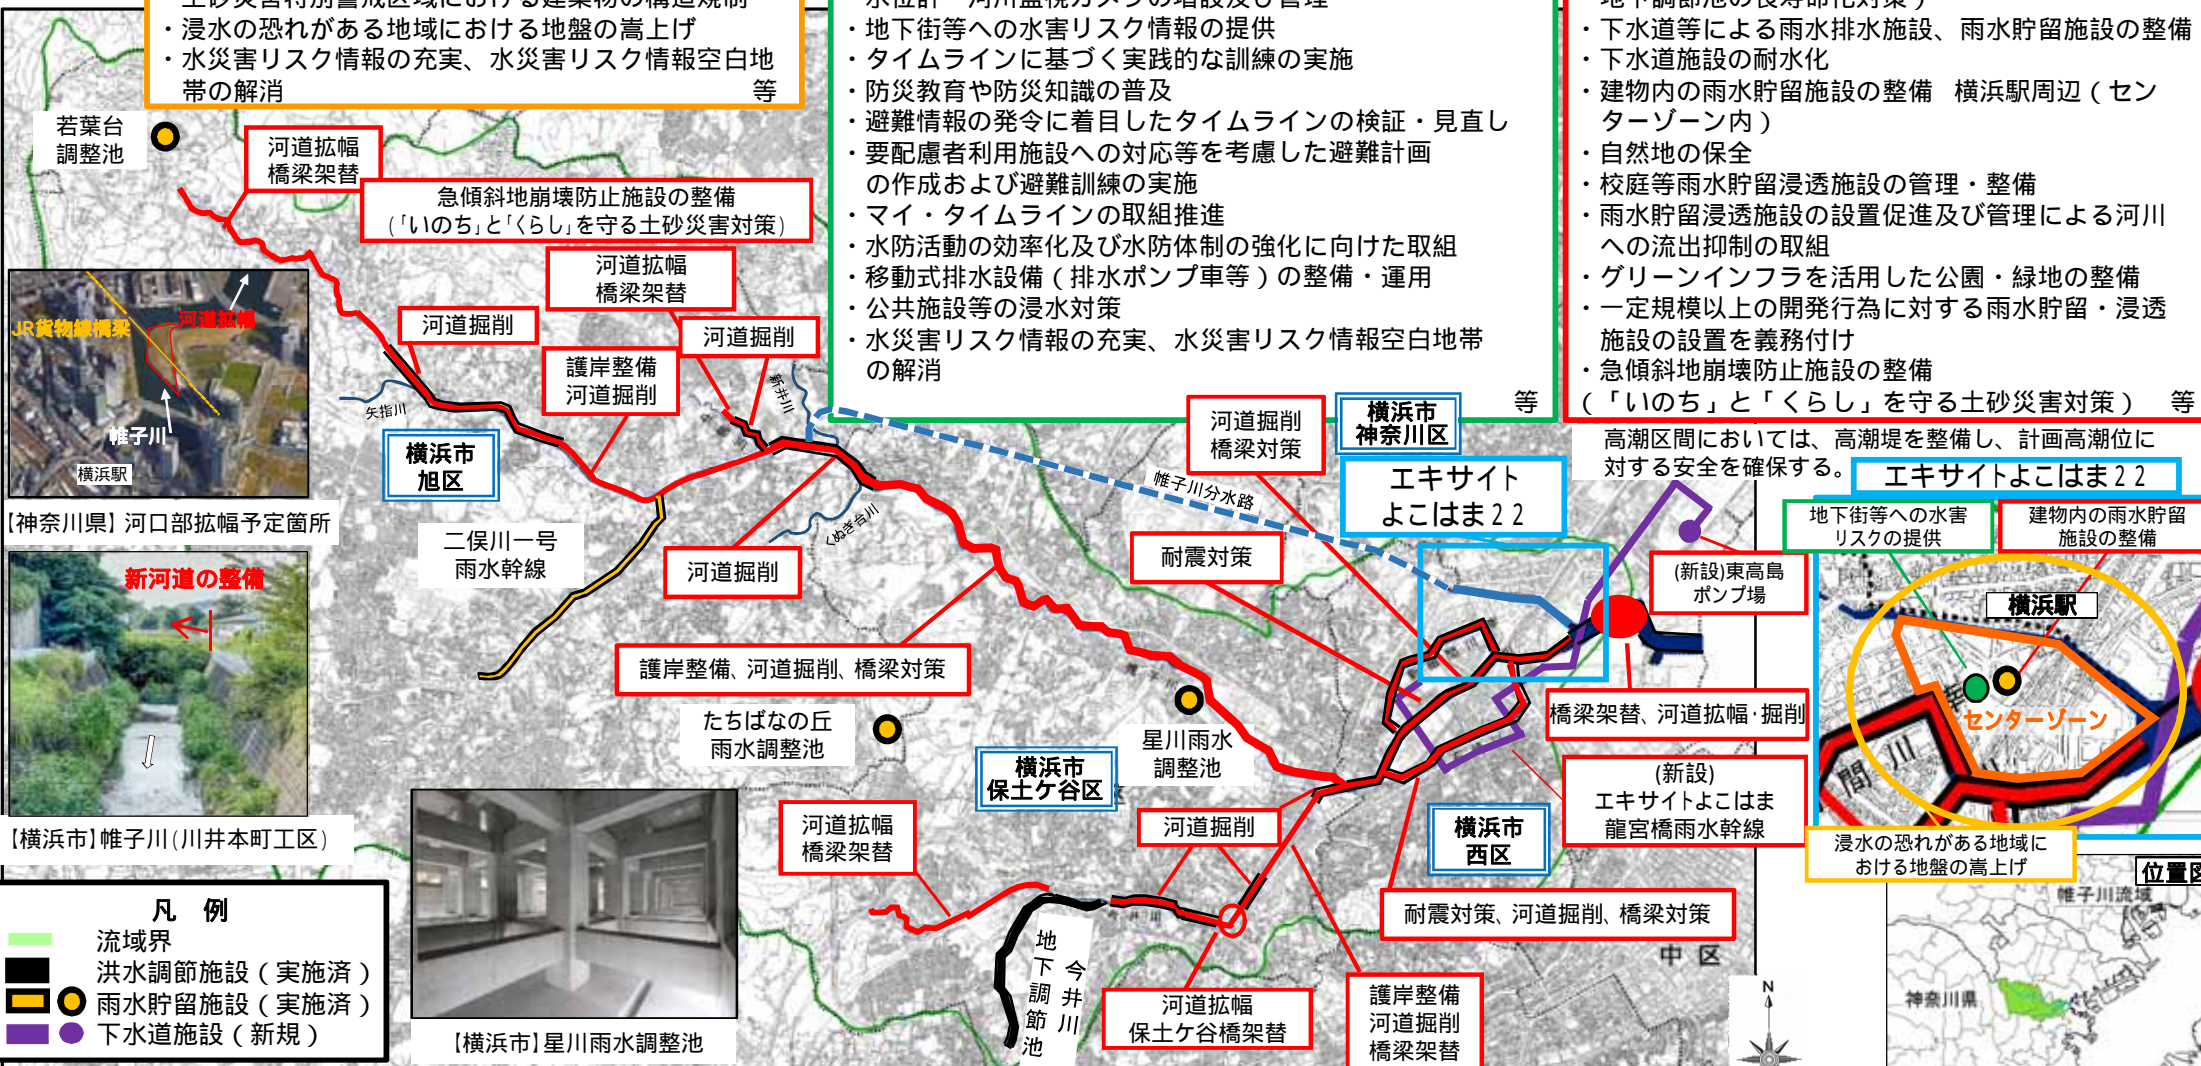 ・浸水の恐れがある地域における地盤の嵩上げ
・水災害リスク情報の充実、水災害リスク情報空白地
帯の解消 等
・地下街等への水害リスク情報の提供
・タイムラインに基づく実践的な訓練の実施
・防災教育や防災知識の普及
・避難情報の発令に着目したタイムラインの検証・見直し
・要配慮者利用施設への対応等を考慮した避難計画
の作成および避難訓練の実施
・マイ・タイムラインの取組推進
・水防活動の効率化及び水防体制の強化に向けた取組
・移動式排水設備（排水ポンプ車等）の整備・運用
・公共施設等の浸水対策
・水災害リスク情報の充実、水災害リスク情報空白地帯
の解消
等
・下水道等による雨水排水施設、雨水貯留施設の整備
・下水道施設の耐水化
・建物内の雨水貯留施設の整備 横浜駅周辺（セン
ターゾーン内）
・自然地の保全
・校庭等雨水貯留浸透施設の管理・整備
・雨水貯留浸透施設の設置促進及び管理による河川
への流出抑制の取組
・グリーンインフラを活用した公園・緑地の整備
・一定規模以上の開発行為に対する雨水貯留・浸透
施設の設置を義務付け
・急傾斜地崩壊防止施設の整備
(「いのち」と「くらし」を守る土砂災害対策） 等
高潮区間においては、高潮堤を整備し、計画高潮位に
対する安全を確保する。
若葉台
調整池
河道拡幅
橋梁架替
急傾斜地崩壊防止施設の整備
(「いのち」と「くらし」を守る土砂災害対策)
河道拡幅
橋梁架替
河道掘削
河道掘削
護岸整備
河道掘削
新井川
矢指川
横浜市
旭区
JR貨物線橋梁
河道拡幅
帷子川
横浜駅
【神奈川県】河口部拡幅予定箇所
新河道の整備
【横浜市】帷子川(川井本町工区)
二俣川一号
雨水幹線
河道掘削
くぬぎ台川
帷子川分水路
河道掘削
橋梁対策
横浜市
神奈川区
エキサイト
よこはま22
耐震対策
(新設)東高島
ポンプ場
護岸整備、河道掘削、橋梁対策
たちばなの丘
雨水調整池
星川雨水
調整池
横浜市
保土ケ谷区
橋梁架替、河道拡幅・掘削
(新設)
エキサイトよこはま
龍宮橋雨水幹線
横浜市
西区
河道拡幅
橋梁架替
河道掘削
耐震対策、河道掘削、橋梁対策
今井川
地下調節池
河道拡幅
保土ケ谷橋架替
護岸整備
河道掘削
橋梁架替
中区
【横浜市】星川雨水調整池
凡 例
流域界
洪水調節施設（実施済）
雨水貯留施設（実施済）
下水道施設（新規）
エキサイトよこはま22
地下街等への水害
リスクの提供
建物内の雨水貯留
施設の整備
横浜駅
センターゾーン
間川
浸水の恐れがある地域に
おける地盤の嵩上げ
帷子川流域
神奈川県
N